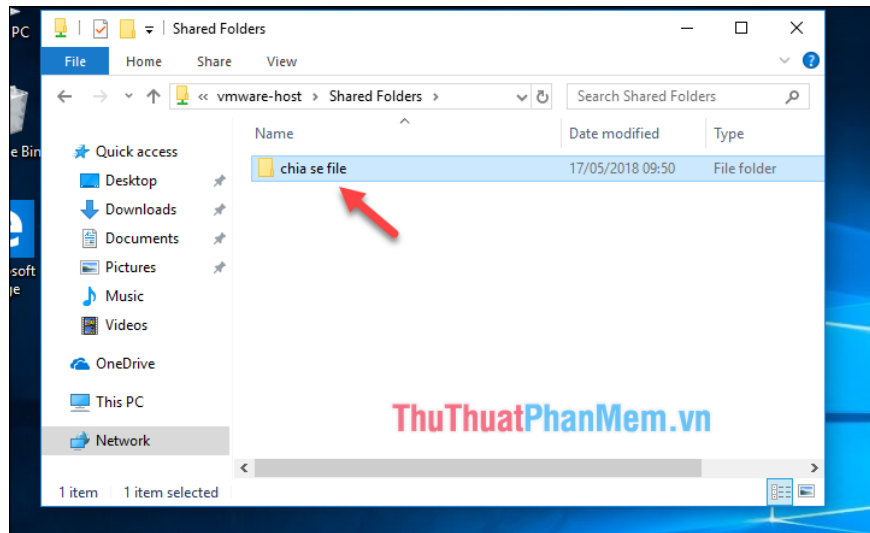 PC
Shared Folders
File Home Share View
« vmware-host > Shared Folders >
Search Shared Folders
Name Date modified Type
e Bin
Quick access
chia se file 17/05/2018 09:50 File folder
Desktop
Downloads
Documents
soft
ge
Pictures
Music
Videos
OneDrive
This PC
ThuThuatPhanMem.vn
Network
1 item 1 item selected